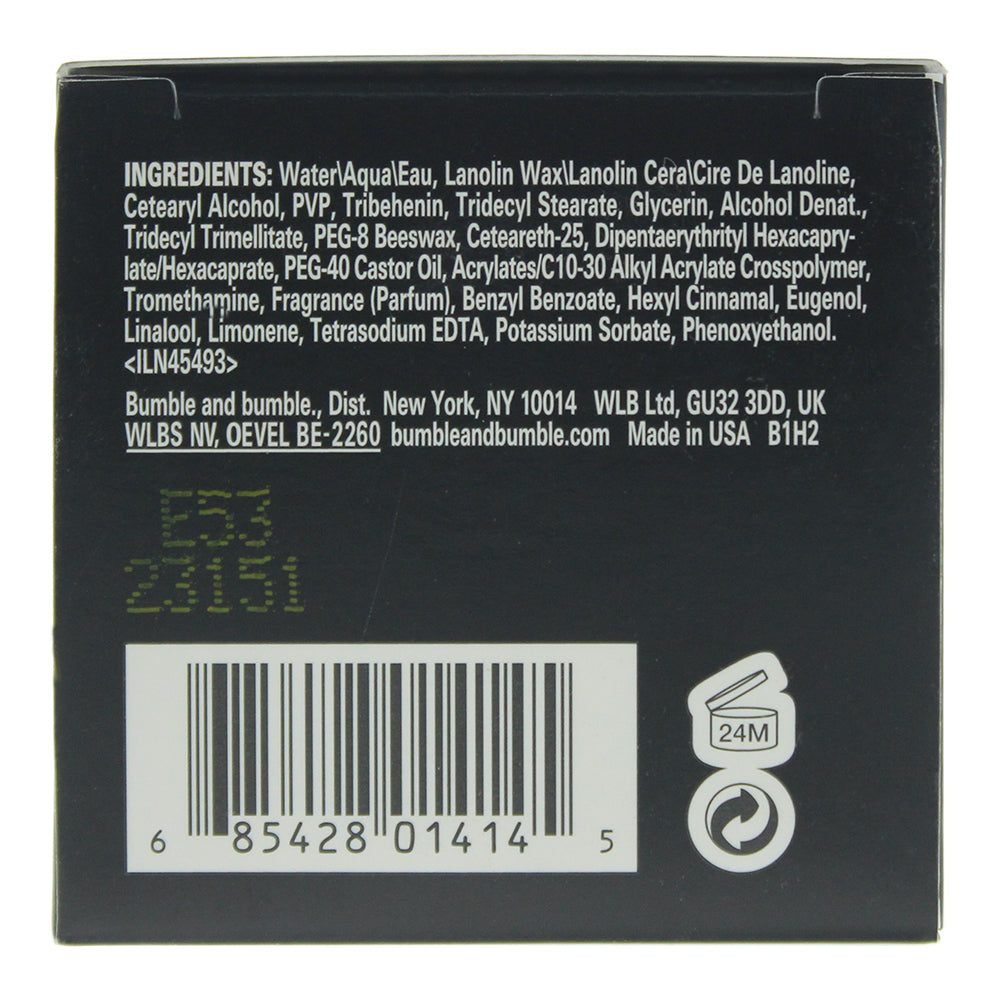 INGREDIENTS: Water\Aqua\Eau, Lanolin Wax\Lanolin Cera\Cire De Lanoline,
Cetearyl Alcohol, PVP, Tribehenin, Tridecyl Stearate, Glycerin, Alcohol Denat.,
Tridecyl Trimellitate, PEG-8 Beeswax, Ceteareth-25, Dipentaerythrityl Hexacapry-
late/Hexacaprate, PEG-40 Castor Oil, Acrylates/C10-30 Alkyl Acrylate Crosspolymer,
Tromethamine, Fragrance (Parfum), Benzyl Benzoate, Hexyl Cinnamal, Eugenol,
Linalool, Limonene, Tetrasodium EDTA, Potassium Sorbate, Phenoxyethanol.
<ILN45493>
Bumble and bumble., Dist. New York, NY 10014 WLB Ltd, GU32 3DD, UK
WLBS NV, OEVEL BE-2260 bumbleandbumble.com Made in USA B1H2
E53
23151
24M
6 85428 01414 5